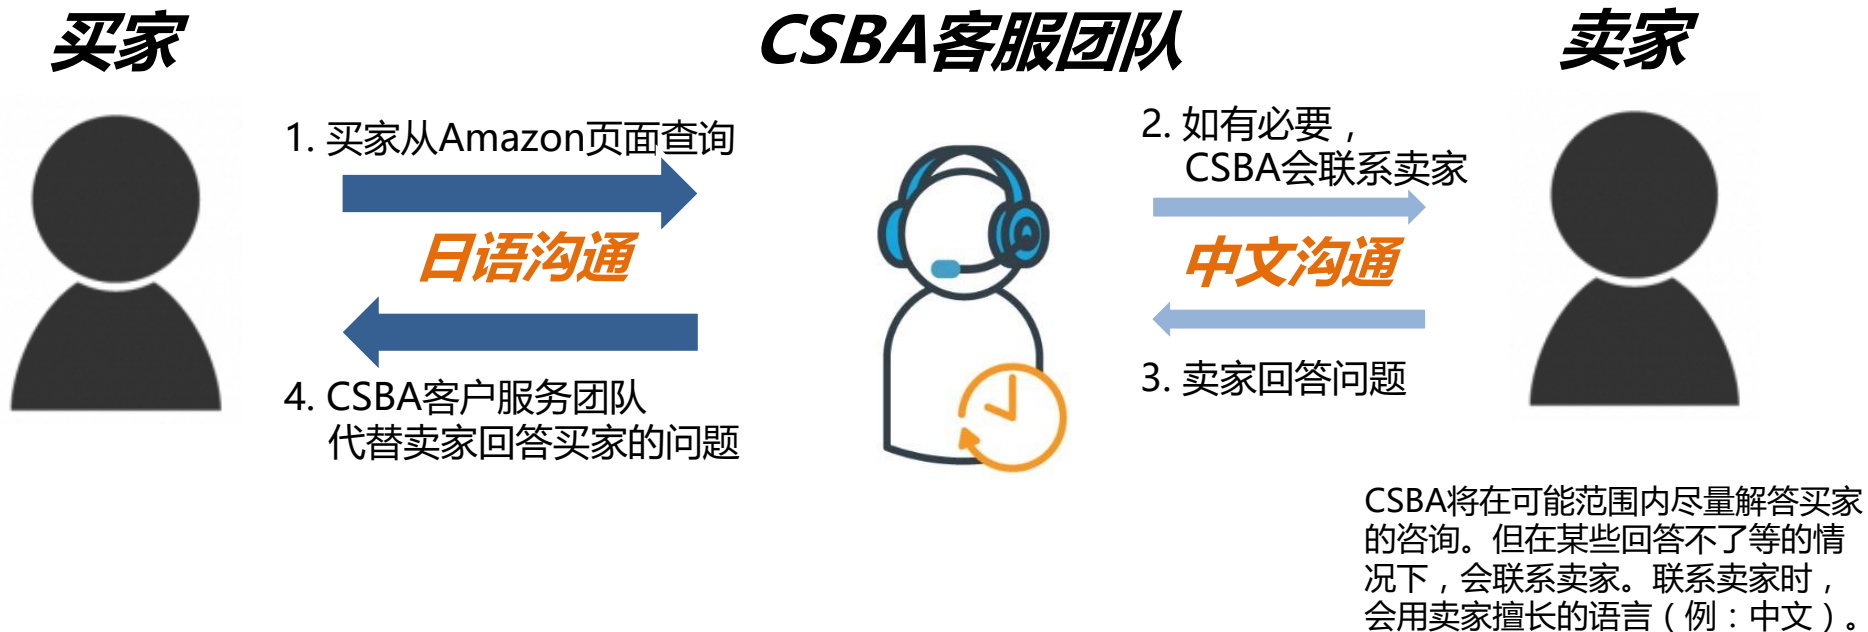 买家
CSBA客服团队
卖家
1. 买家从Amazon页面查询
日语沟通
4. CSBA客户服务团队
代替卖家回答买家的问题
2. 如有必要，
CSBA会联系卖家
中文沟通
3. 卖家回答问题
CSBA将在可能范围内尽量解答买家
的咨询。但在某些回答不了等的情
况下，会联系卖家。联系卖家时，
会用卖家擅长的语言（例：中文）。